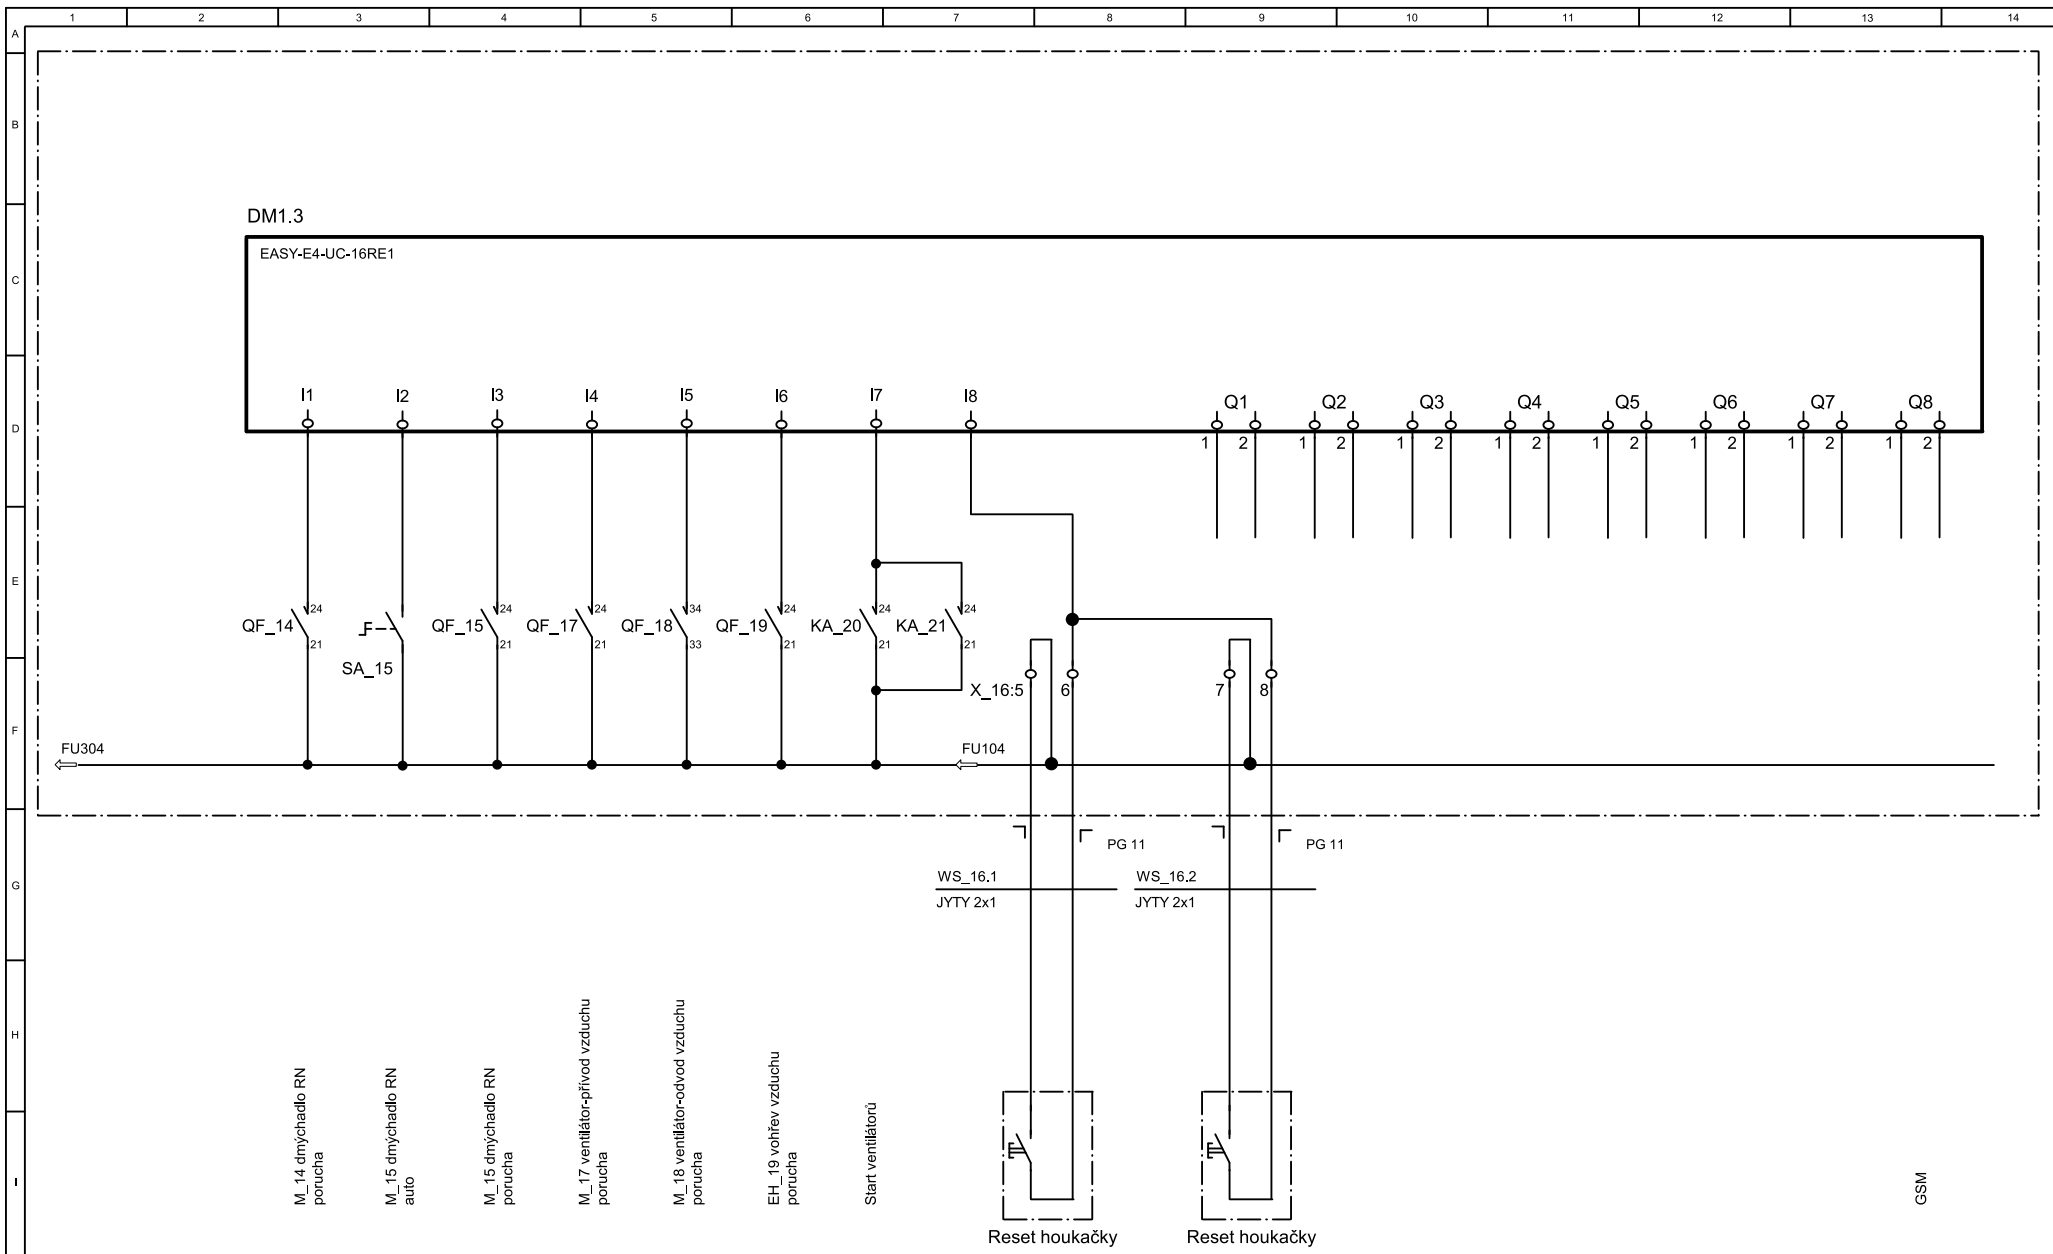 1 2 3 4 5 6 7 8 9 10 11 12 13 14
A
B
C
D
E
F
G
H
I
DM1.3
EASY-E4-UC-16RE1
I1 I2 I3 I4 I5 I6 I7 I8
Q1 Q2 Q3 Q4 Q5 Q6 Q7 Q8
1 2 1 2 1 2 1 2 1 2 1 2 1 2 1 2
24 24 24 34 24 24 24
QF_14 QF_15 QF_17 QF_18 QF_19 KA_20 KA_21
21 21 21 33 21 21 21
SA_15
X_16:5 6 7 8
FU304 FU104
PG 11 PG 11
WS_16.1 WS_16.2
JYTY 2x1 JYTY 2x1
M_14 dmýchadlo RN
porucha
M_15 dmýchadlo RN
auto
M_15 dmýchadlo RN
porucha
M_17 ventilátor-přívod vzduchu
porucha
M_18 ventilátor-odvod vzduchu
porucha
EH_19 vohřev vzduchu
porucha
Start ventilátorů
GSM
Reset houkačky Reset houkačky